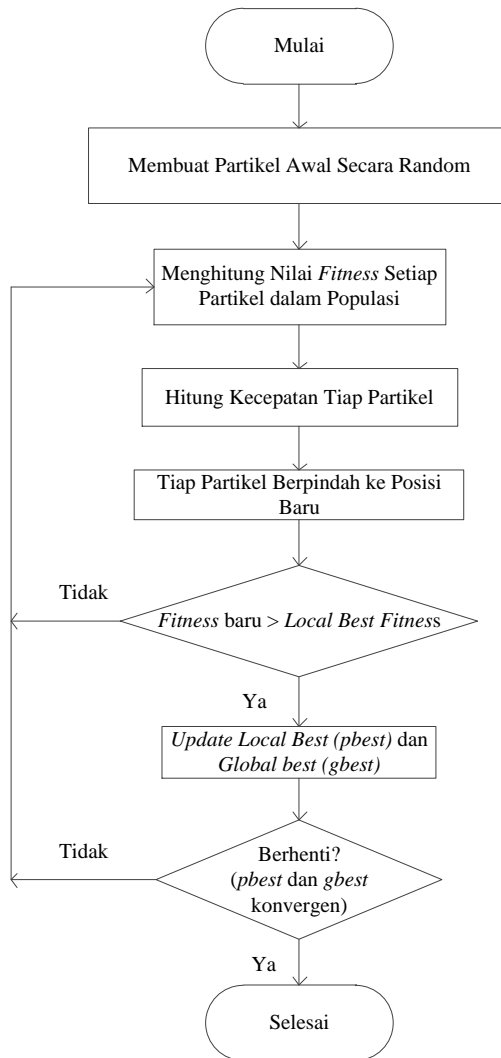 Mulai
Membuat Partikel Awal Secara Random
Menghitung Nilai Fitness Setiap
Partikel dalam Populasi
Hitung Kecepatan Tiap Partikel
Tiap Partikel Berpindah ke Posisi
Baru
Tidak
Fitness baru > Local Best Fitness
Ya
Update Local Best (pbest) dan
Global best (gbest)
Tidak
Berhenti?
(pbest dan gbest
konvergen)
Ya
Selesai